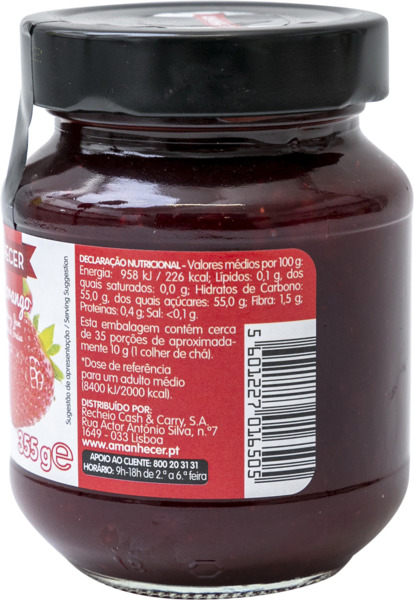 HECER
morango
Sugestão de apresentação / Serving Suggestion
355 g e
DECLARAÇÃO NUTRICIONAL - Valores médios por 100 g:
Energia: 958 kJ / 226 kcal; Lípidos: 0,1 g, dos
quais saturados: 0,0 g; Hidratos de Carbono:
55,0 g, dos quais açúcares: 55,0 g; Fibra: 1,5 g;
Proteínas: 0,4 g; Sal: <0,1 g.
Esta embalagem contém cerca
de 35 porções de aproximada-
mente 10 g (1 colher de chá).
*Dose de referência
para um adulto médio
(8400 kJ/2000 kcal).
DISTRIBUÍDO POR:
Recheio Cash & Carry, S.A.
Rua Actor António Silva, n.º7
1649 - 033 Lisboa
www.amanhecer.pt
APOIO AO CLIENTE: 800 20 31 31
HORÁRIO: 9h-18h de 2.ª a 6.ª feira
5601227016505